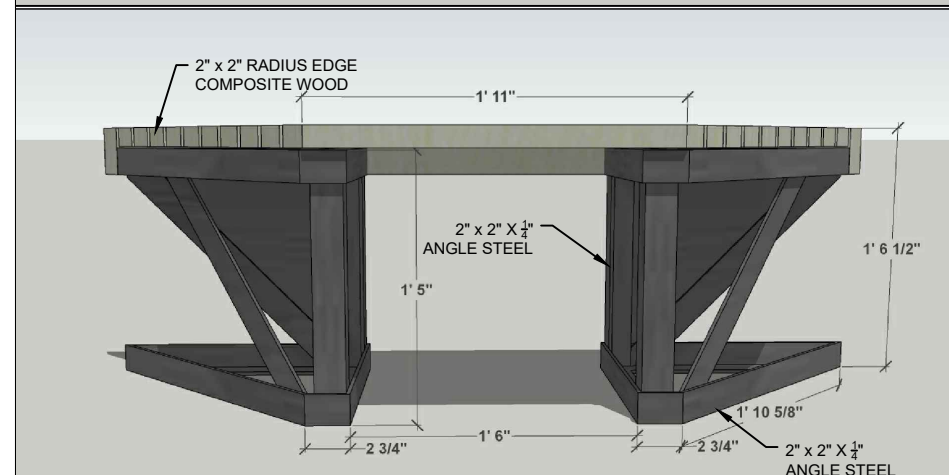 2" x 2" RADIUS EDGE
COMPOSITE WOOD
1' 11"
2" x 2" X 1/4"
ANGLE STEEL
1' 6 1/2"
1' 5"
1' 10 5/8"
1' 6"
2 3/4"
2 3/4"
2" x 2" X 1/4"
ANGLE STEEL